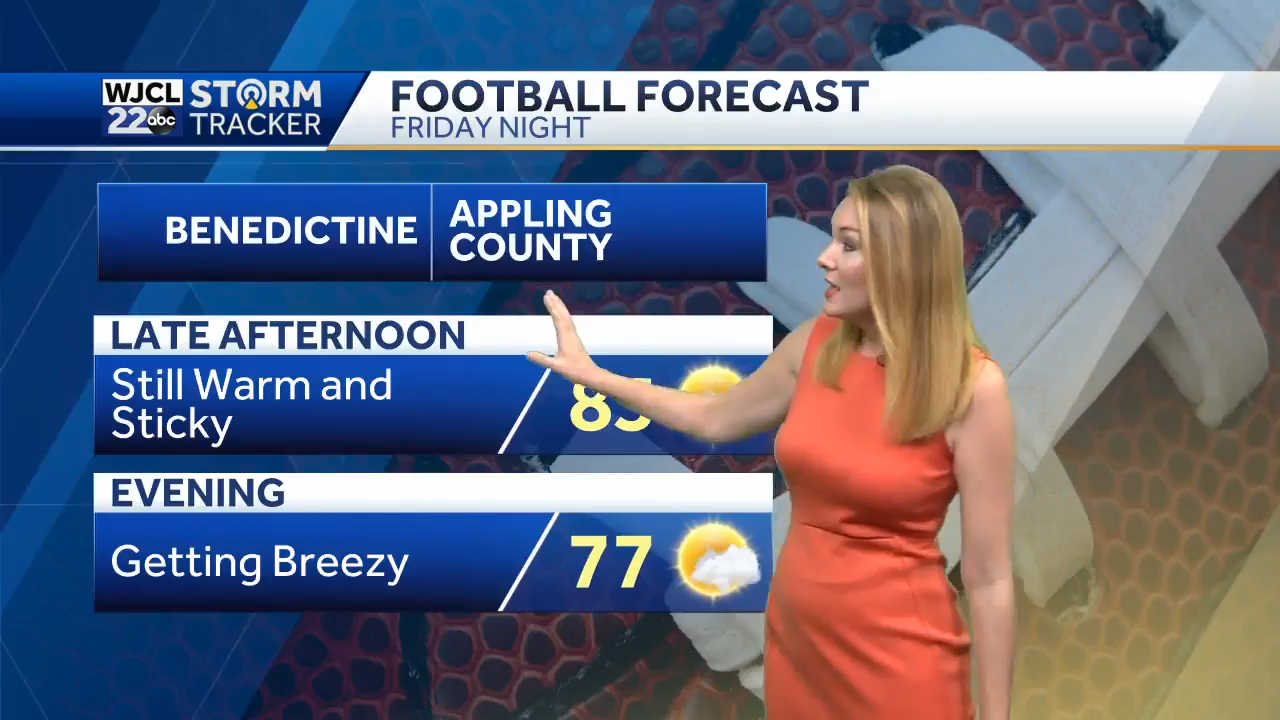 WJCL
22 abc
STORM
TRACKER
FOOTBALL FORECAST
FRIDAY NIGHT
BENEDICTINE
APPLING
COUNTY
LATE AFTERNOON
Still Warm and
Sticky
85
EVENING
Getting Breezy
77